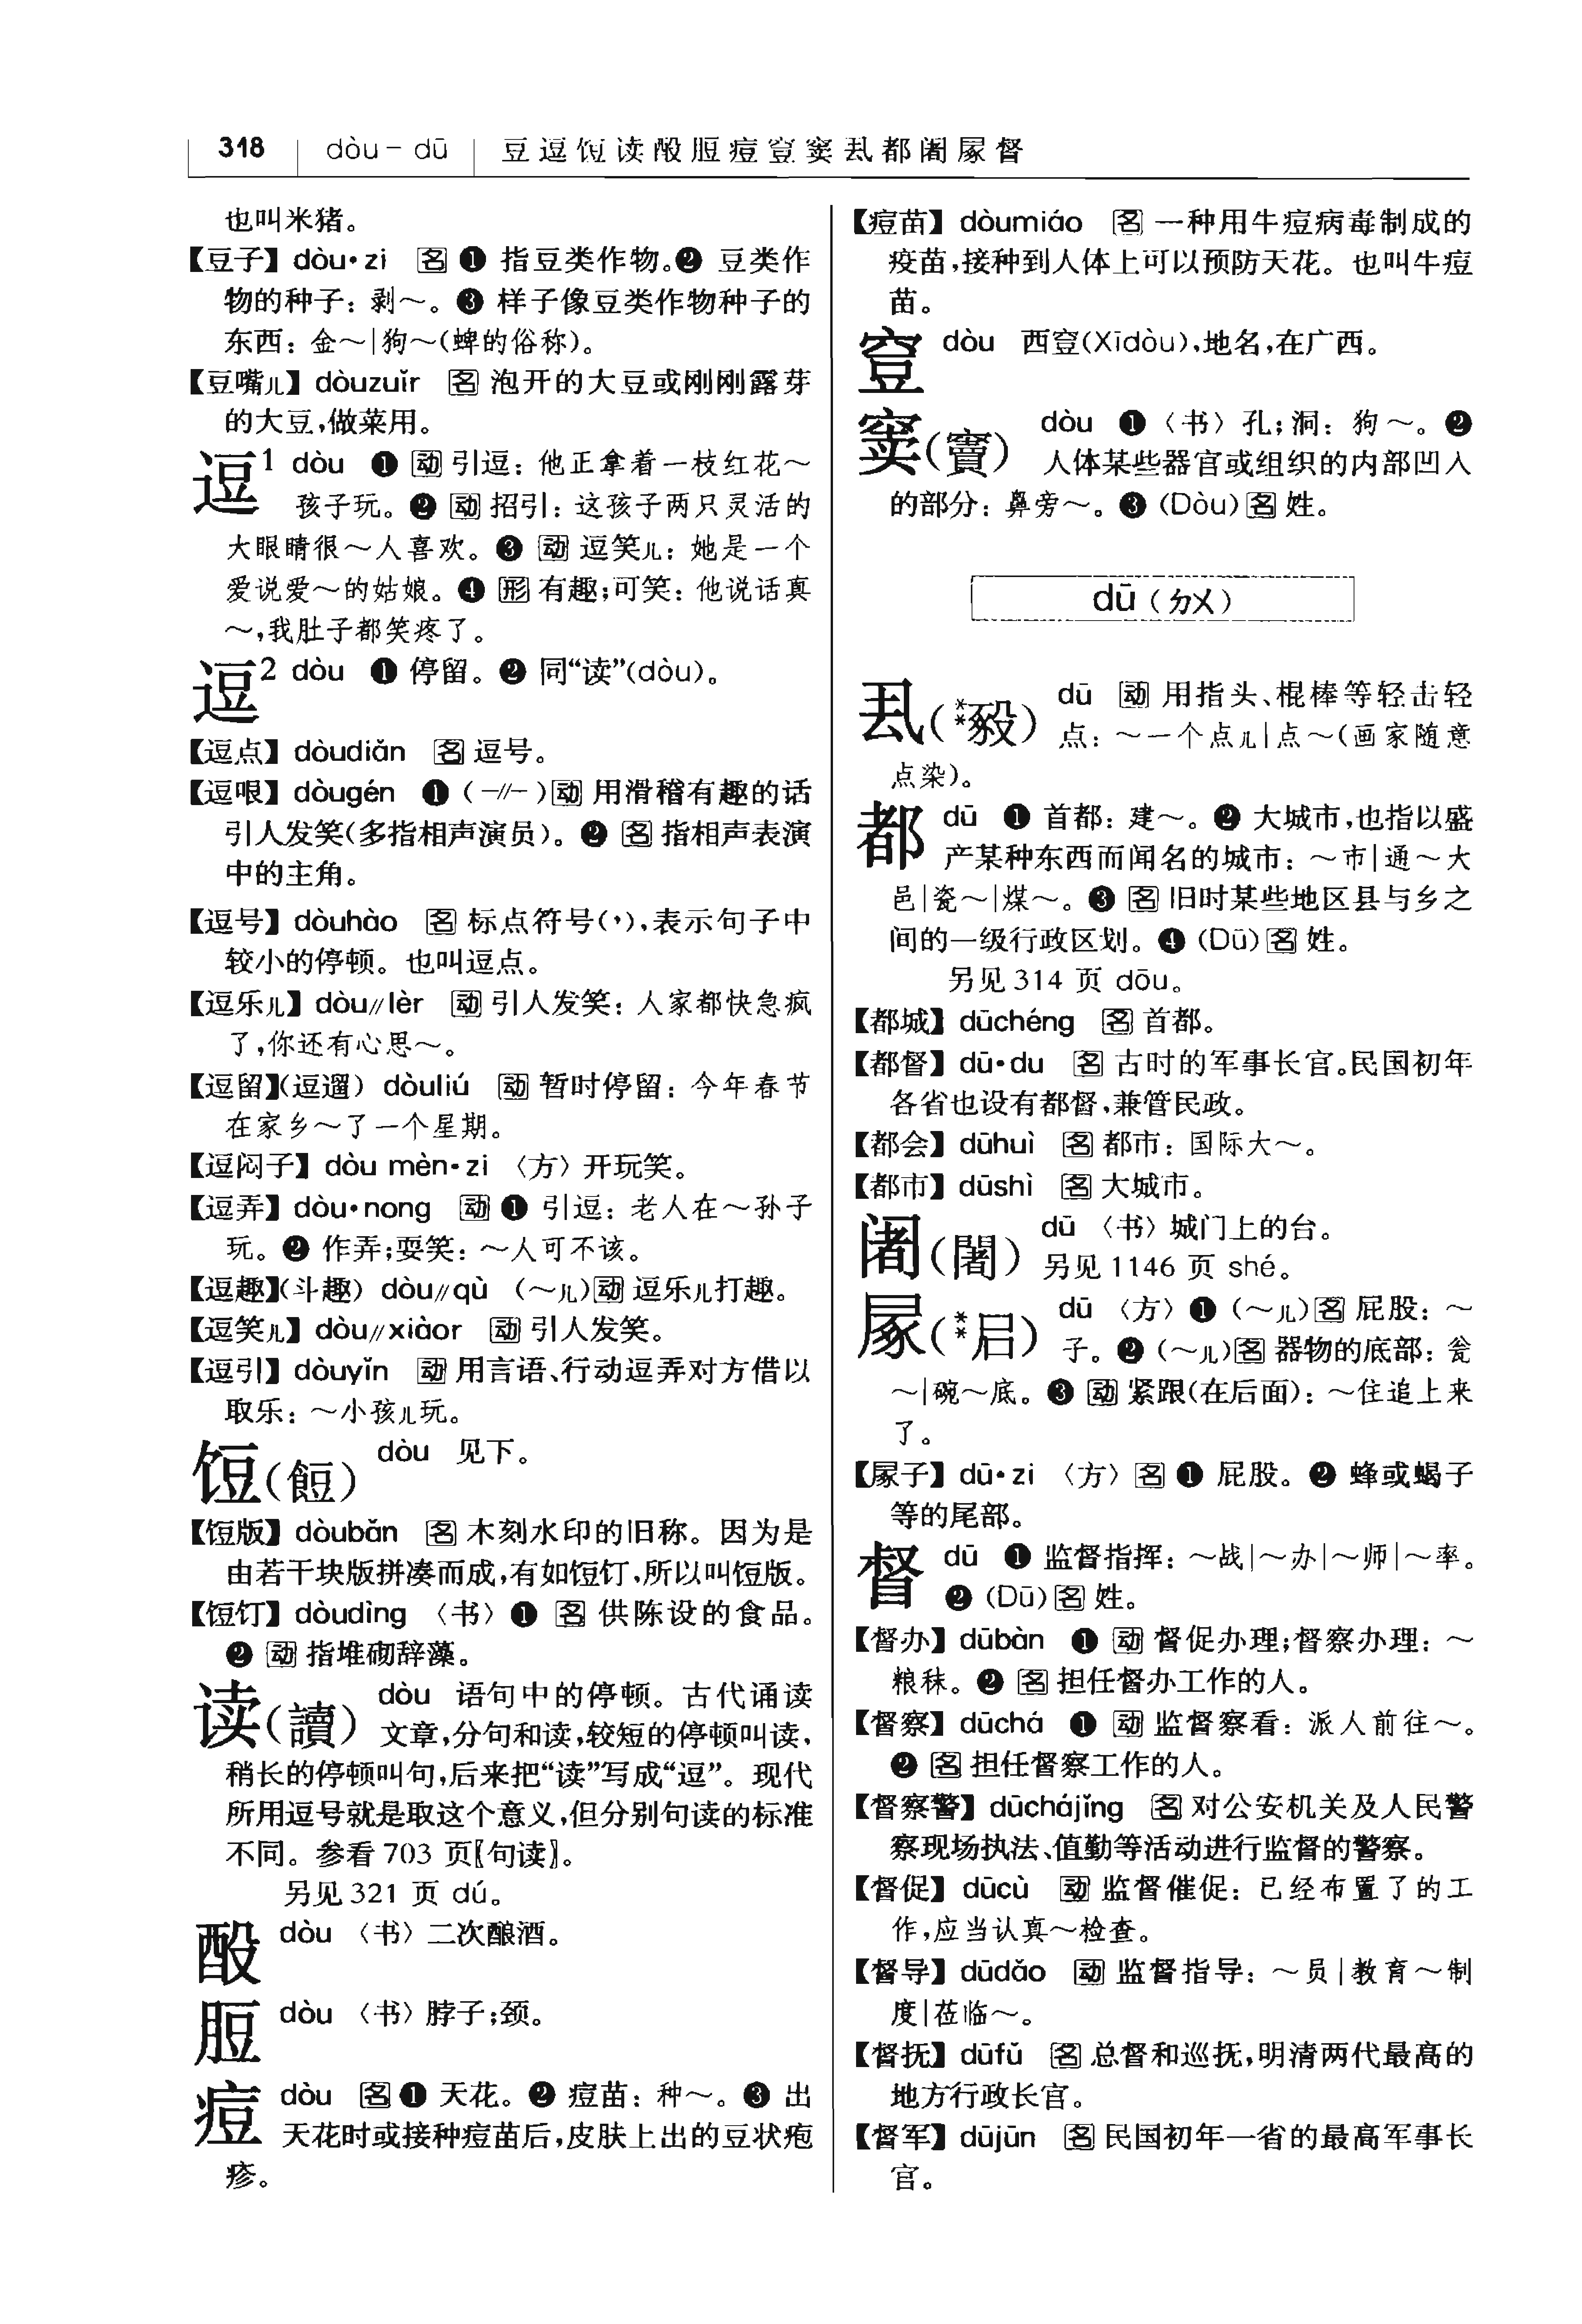 318 dòu－dū 豆逗饾读酘脰痘䇺窦厾都阇𡰪督
也叫米猪。
【豆子】dòu·zi 名 ❶ 指豆类作物。❷ 豆类作
物的种子：剥～。❸ 样子像豆类作物种子的
东西：金～|狗～(蜱的俗称)。
【豆嘴儿】dòuzuǐr 名 泡开的大豆或刚刚露芽
的大豆，做菜用。
逗1 dòu ❶ 动 引逗：他正拿着一枝红花～
孩子玩。❷ 动 招引：这孩子两只灵活的
大眼睛很～人喜欢。❸ 动 逗笑儿：她是一个
爱说爱～的姑娘。❹ 形 有趣；可笑：他说话真
～，我肚子都笑疼了。
逗2 dòu ❶ 停留。❷ 同“读”(dòu)。
【逗点】dòudiǎn 名 逗号。
【逗哏】dòugén ❶ (－//－)动 用滑稽有趣的话
引人发笑(多指相声演员)。❷ 名 指相声表演
中的主角。
【逗号】dòuhào 名 标点符号(，)，表示句子中
较小的停顿。也叫逗点。
【逗乐儿】dòu//lèr 动 引人发笑：人家都快急疯
了，你还有心思～。
【逗留】(逗遛) dòuliú 动 暂时停留：今年春节
在家乡～了一个星期。
【逗闷子】dòu mèn·zi 〈方〉开玩笑。
【逗弄】dòu·nong 动 ❶ 引逗：老人在～孙子
玩。❷ 作弄；耍笑：～人可不该。
【逗趣】(斗趣) dòu//qù (～儿)动 逗乐儿打趣。
【逗笑儿】dòu//xiàor 动 引人发笑。
【逗引】dòuyǐn 动 用言语、行动逗弄对方借以
取乐：～小孩儿玩。
饾(餖) dòu 见下。
【饾版】dòubǎn 名 木刻水印的旧称。因为是
由若干块版拼凑而成，有如饾饤，所以叫饾版。
【饾饤】dòudìng 〈书〉❶ 名 供陈设的食品。
❷ 动 指堆砌辞藻。
读(讀) dòu 语句中的停顿。古代诵读
文章，分句和读，较短的停顿叫读，
稍长的停顿叫句，后来把“读”写成“逗”。现代
所用逗号就是取这个意义，但分别句读的标准
不同。参看703 页〖句读〗。
另见321 页 dú。
酘 dòu 〈书〉二次酿酒。
脰 dòu 〈书〉脖子；颈。
痘 dòu 名 ❶ 天花。❷ 痘苗：种～。❸ 出
天花时或接种痘苗后，皮肤上出的豆状疱
疹。
【痘苗】dòumiáo 名 一种用牛痘病毒制成的
疫苗，接种到人体上可以预防天花。也叫牛痘
苗。
䇺 dòu 西䇺(Xīdòu)，地名，在广西。
窦(竇) dòu ❶〈书〉孔；洞：狗～。❷
人体某些器官或组织的内部凹入
的部分：鼻旁～。❸ (Dòu)名 姓。
dū (ㄉㄨ)
厾(**㪷) dū 动 用指头、棍棒等轻击轻
点：～一个点儿|点～(画家随意
点染)。
都 dū ❶ 首都：建～。❷ 大城市，也指以盛
产某种东西而闻名的城市：～市|通～大
邑|瓷～|煤～。❸ 名 旧时某些地区县与乡之
间的一级行政区划。❹ (Dū)名 姓。
另见314 页 dōu。
【都城】dūchéng 名 首都。
【都督】dū·du 名 古时的军事长官。民国初年
各省也设有都督，兼管民政。
【都会】dūhuì 名 都市：国际大～。
【都市】dūshì 名 大城市。
阇(闍) dū 〈书〉城门上的台。
另见1146 页 shé。
𡰪(**𡰪) dū 〈方〉❶ (～儿)名 屁股：～
子。❷ (～儿)名 器物的底部：瓮
～|碗～底。❸ 动 紧跟(在后面)：～住追上来
了。
【𡰪子】dū·zi 〈方〉名 ❶ 屁股。❷ 蜂或蝎子
等的尾部。
督 dū ❶ 监督指挥：～战|～办|～师|～率。
❷ (Dū)名 姓。
【督办】dūbàn ❶ 动 督促办理；督察办理：～
粮秣。❷ 名 担任督办工作的人。
【督察】dūchá ❶ 动 监督察看：派人前往～。
❷ 名 担任督察工作的人。
【督察警】dūchájǐng 名 对公安机关及人民警
察现场执法、值勤等活动进行监督的警察。
【督促】dūcù 动 监督催促：已经布置了的工
作，应当认真～检查。
【督导】dūdǎo 动 监督指导：～员|教育～制
度|莅临～。
【督抚】dūfǔ 名 总督和巡抚，明清两代最高的
地方行政长官。
【督军】dūjūn 名 民国初年一省的最高军事长
官。